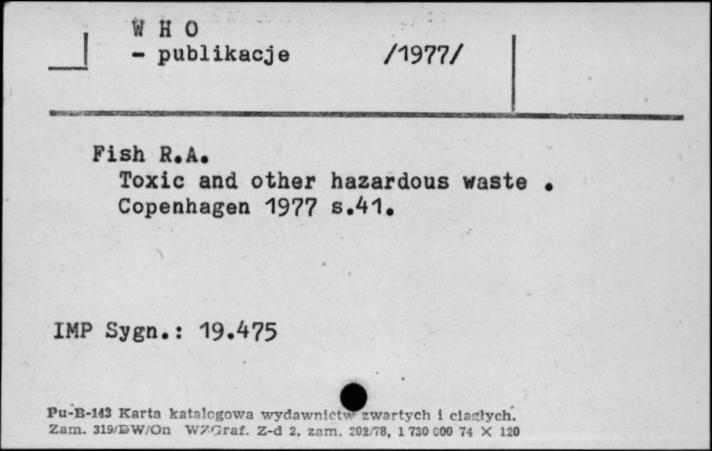 W H O
- publikacje /1977/
Fish R.A.
Toxic and other hazardous waste .
Copenhagen 1977 s.41.
IMP Sygn.: 19.475
Pu-B-143 Karta katalogowa wydawnictw zwartych i ciągłych.
Zam. 319/DW/On WZGraf. Z-d 2, zam. 202/78, 1 730 000 74 × 120